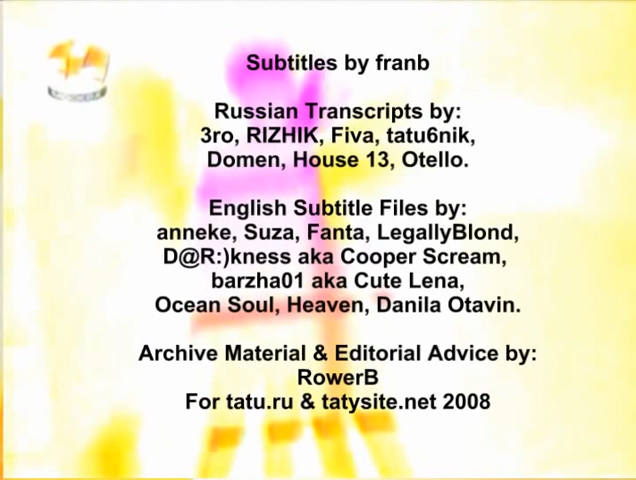 Subtitles by franb
Russian Transcripts by:
3ro, RIZHIK, Fiva, tatu6nik,
Domen, House 13, Otello.
English Subtitle Files by:
anneke, Suza, Fanta, LegallyBlond,
D@R:)kness aka Cooper Scream,
barzha01 aka Cute Lena,
Ocean Soul, Heaven, Danila Otavin.
Archive Material & Editorial Advice by:
RowerB
For tatu.ru & tatysite.net 2008